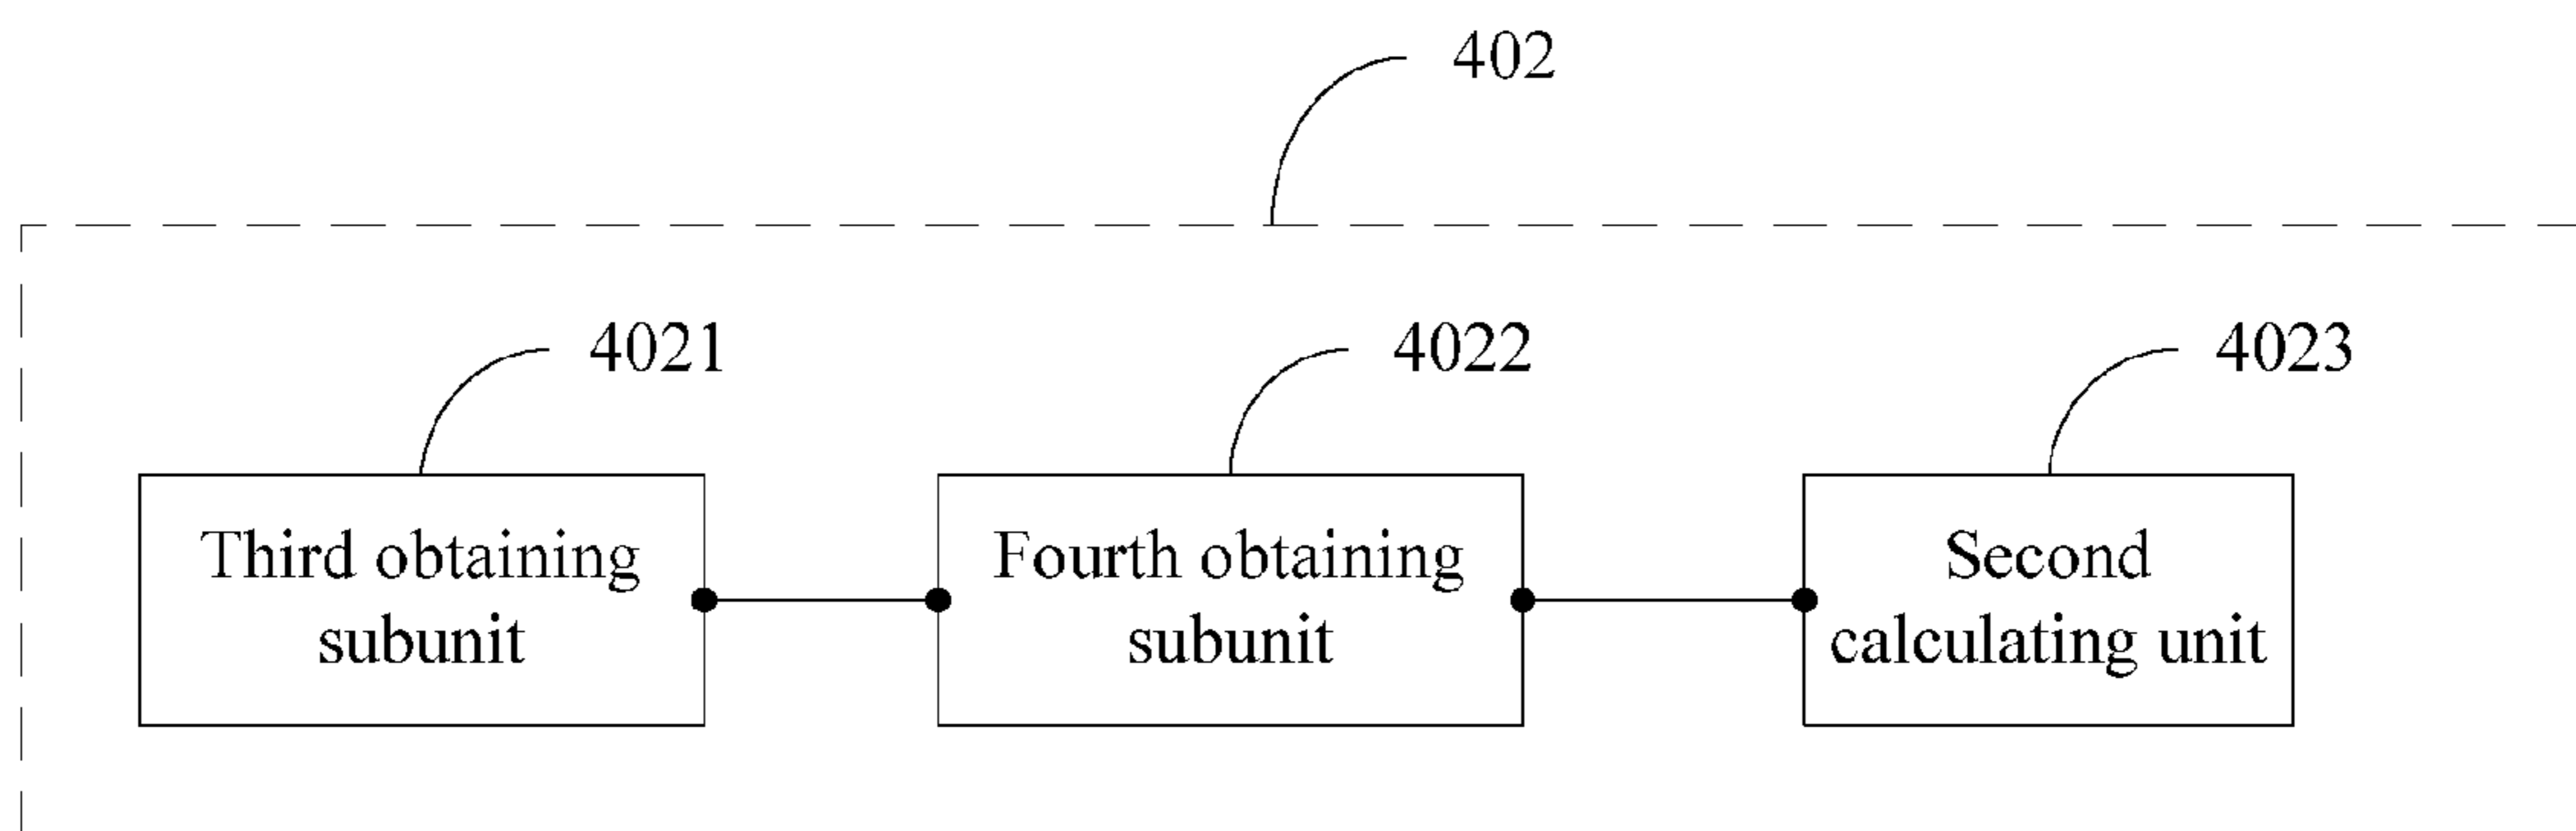 402
4021
4022
4023
Third obtaining
subunit
Fourth obtaining
subunit
Second
calculating unit